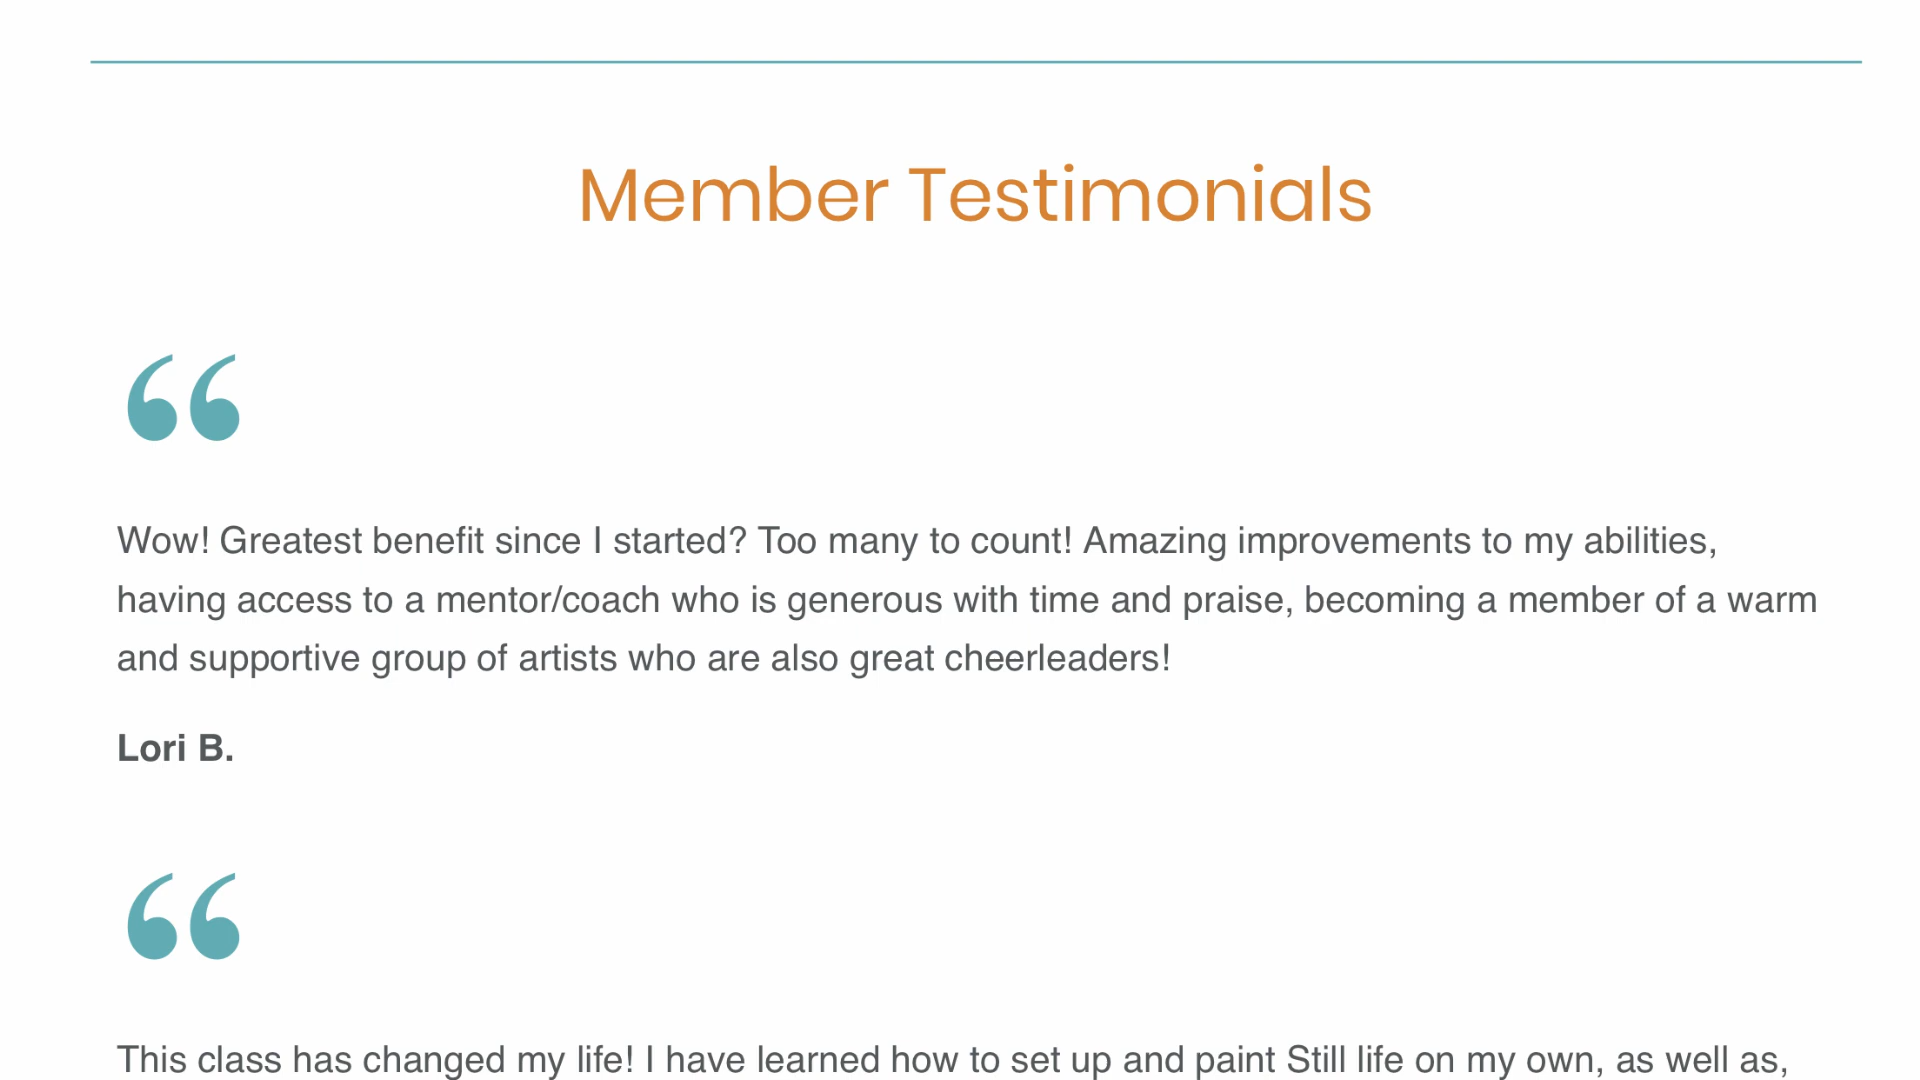 Member Testimonials
“
Wow! Greatest benefit since I started? Too many to count! Amazing improvements to my abilities,
having access to a mentor/coach who is generous with time and praise, becoming a member of a warm
and supportive group of artists who are also great cheerleaders!
Lori B.
“
This class has changed my life! I have learned how to set up and paint Still life on my own, as well as,